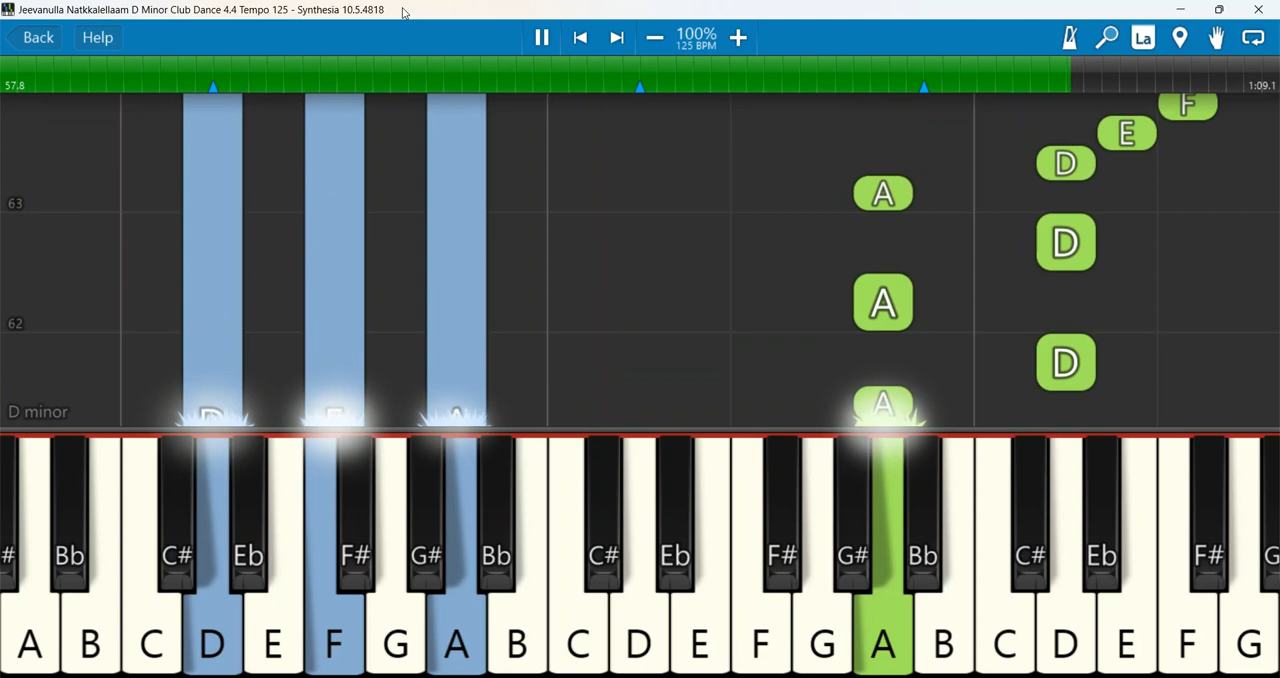 Jeevanulla Natkkalellaam D Minor Club Dance 4.4 Tempo 125 - Synthesia 10.5.4818
Back Help 100% La
125 BPM
57.8 1:09.1
F
E
D
A
63
D
A
62
D
A
D minor
D F A
# Bb C# Eb F# G# Bb C# Eb F# G# Bb C# Eb F# G
A B C D E F G A B C D E F G A B C D E F G